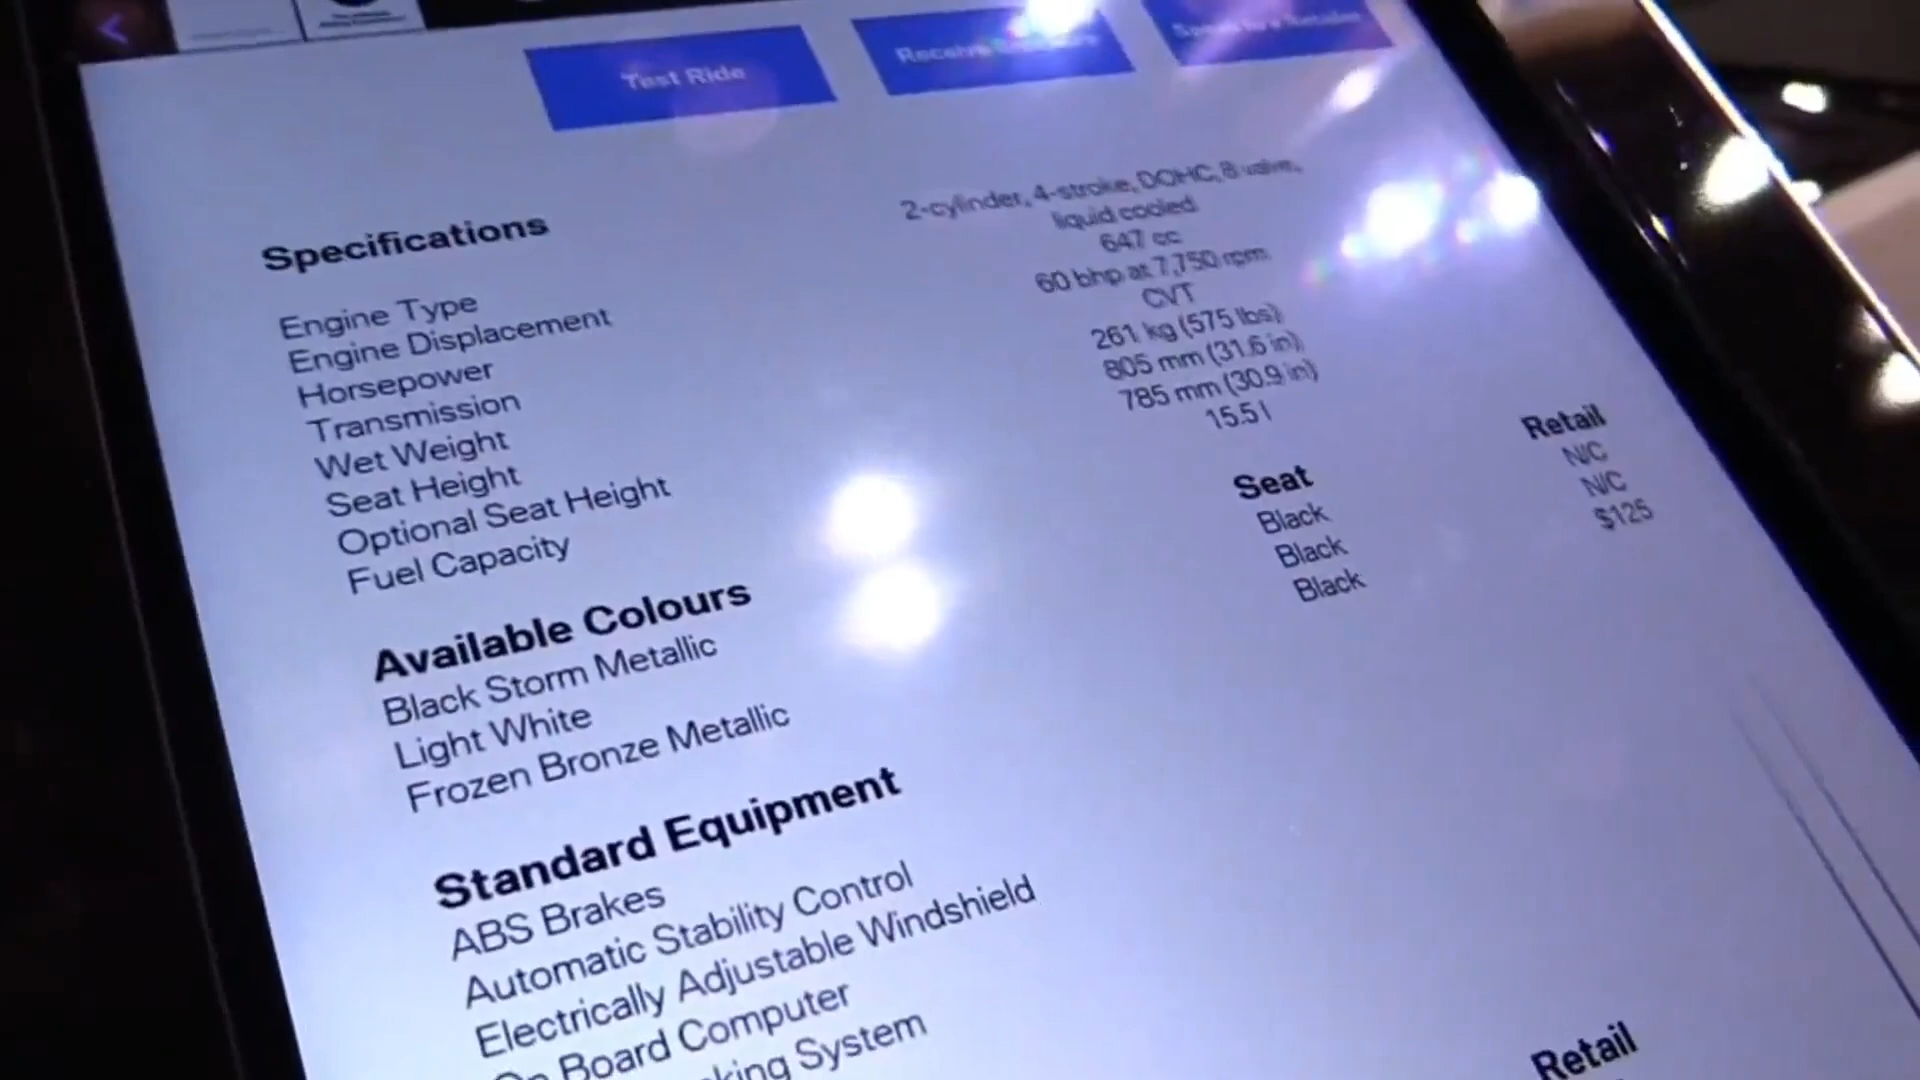 Test Ride
Receive
Specifications
Engine Type 2-cylinder, 4-stroke, DOHC, 8 valve,
liquid cooled
Engine Displacement 647 cc
Horsepower 60 bhp at 7,750 rpm
Transmission CVT
Wet Weight 261 kg (575 lbs)
Seat Height 805 mm (31.6 in)
Optional Seat Height 785 mm (30.9 in)
Fuel Capacity 15.5 l
Available Colours Seat Retail
Black Storm Metallic Black N/C
Light White Black N/C
Frozen Bronze Metallic Black $125
Standard Equipment
ABS Brakes
Automatic Stability Control
Electrically Adjustable Windshield
On Board Computer
System
Retail